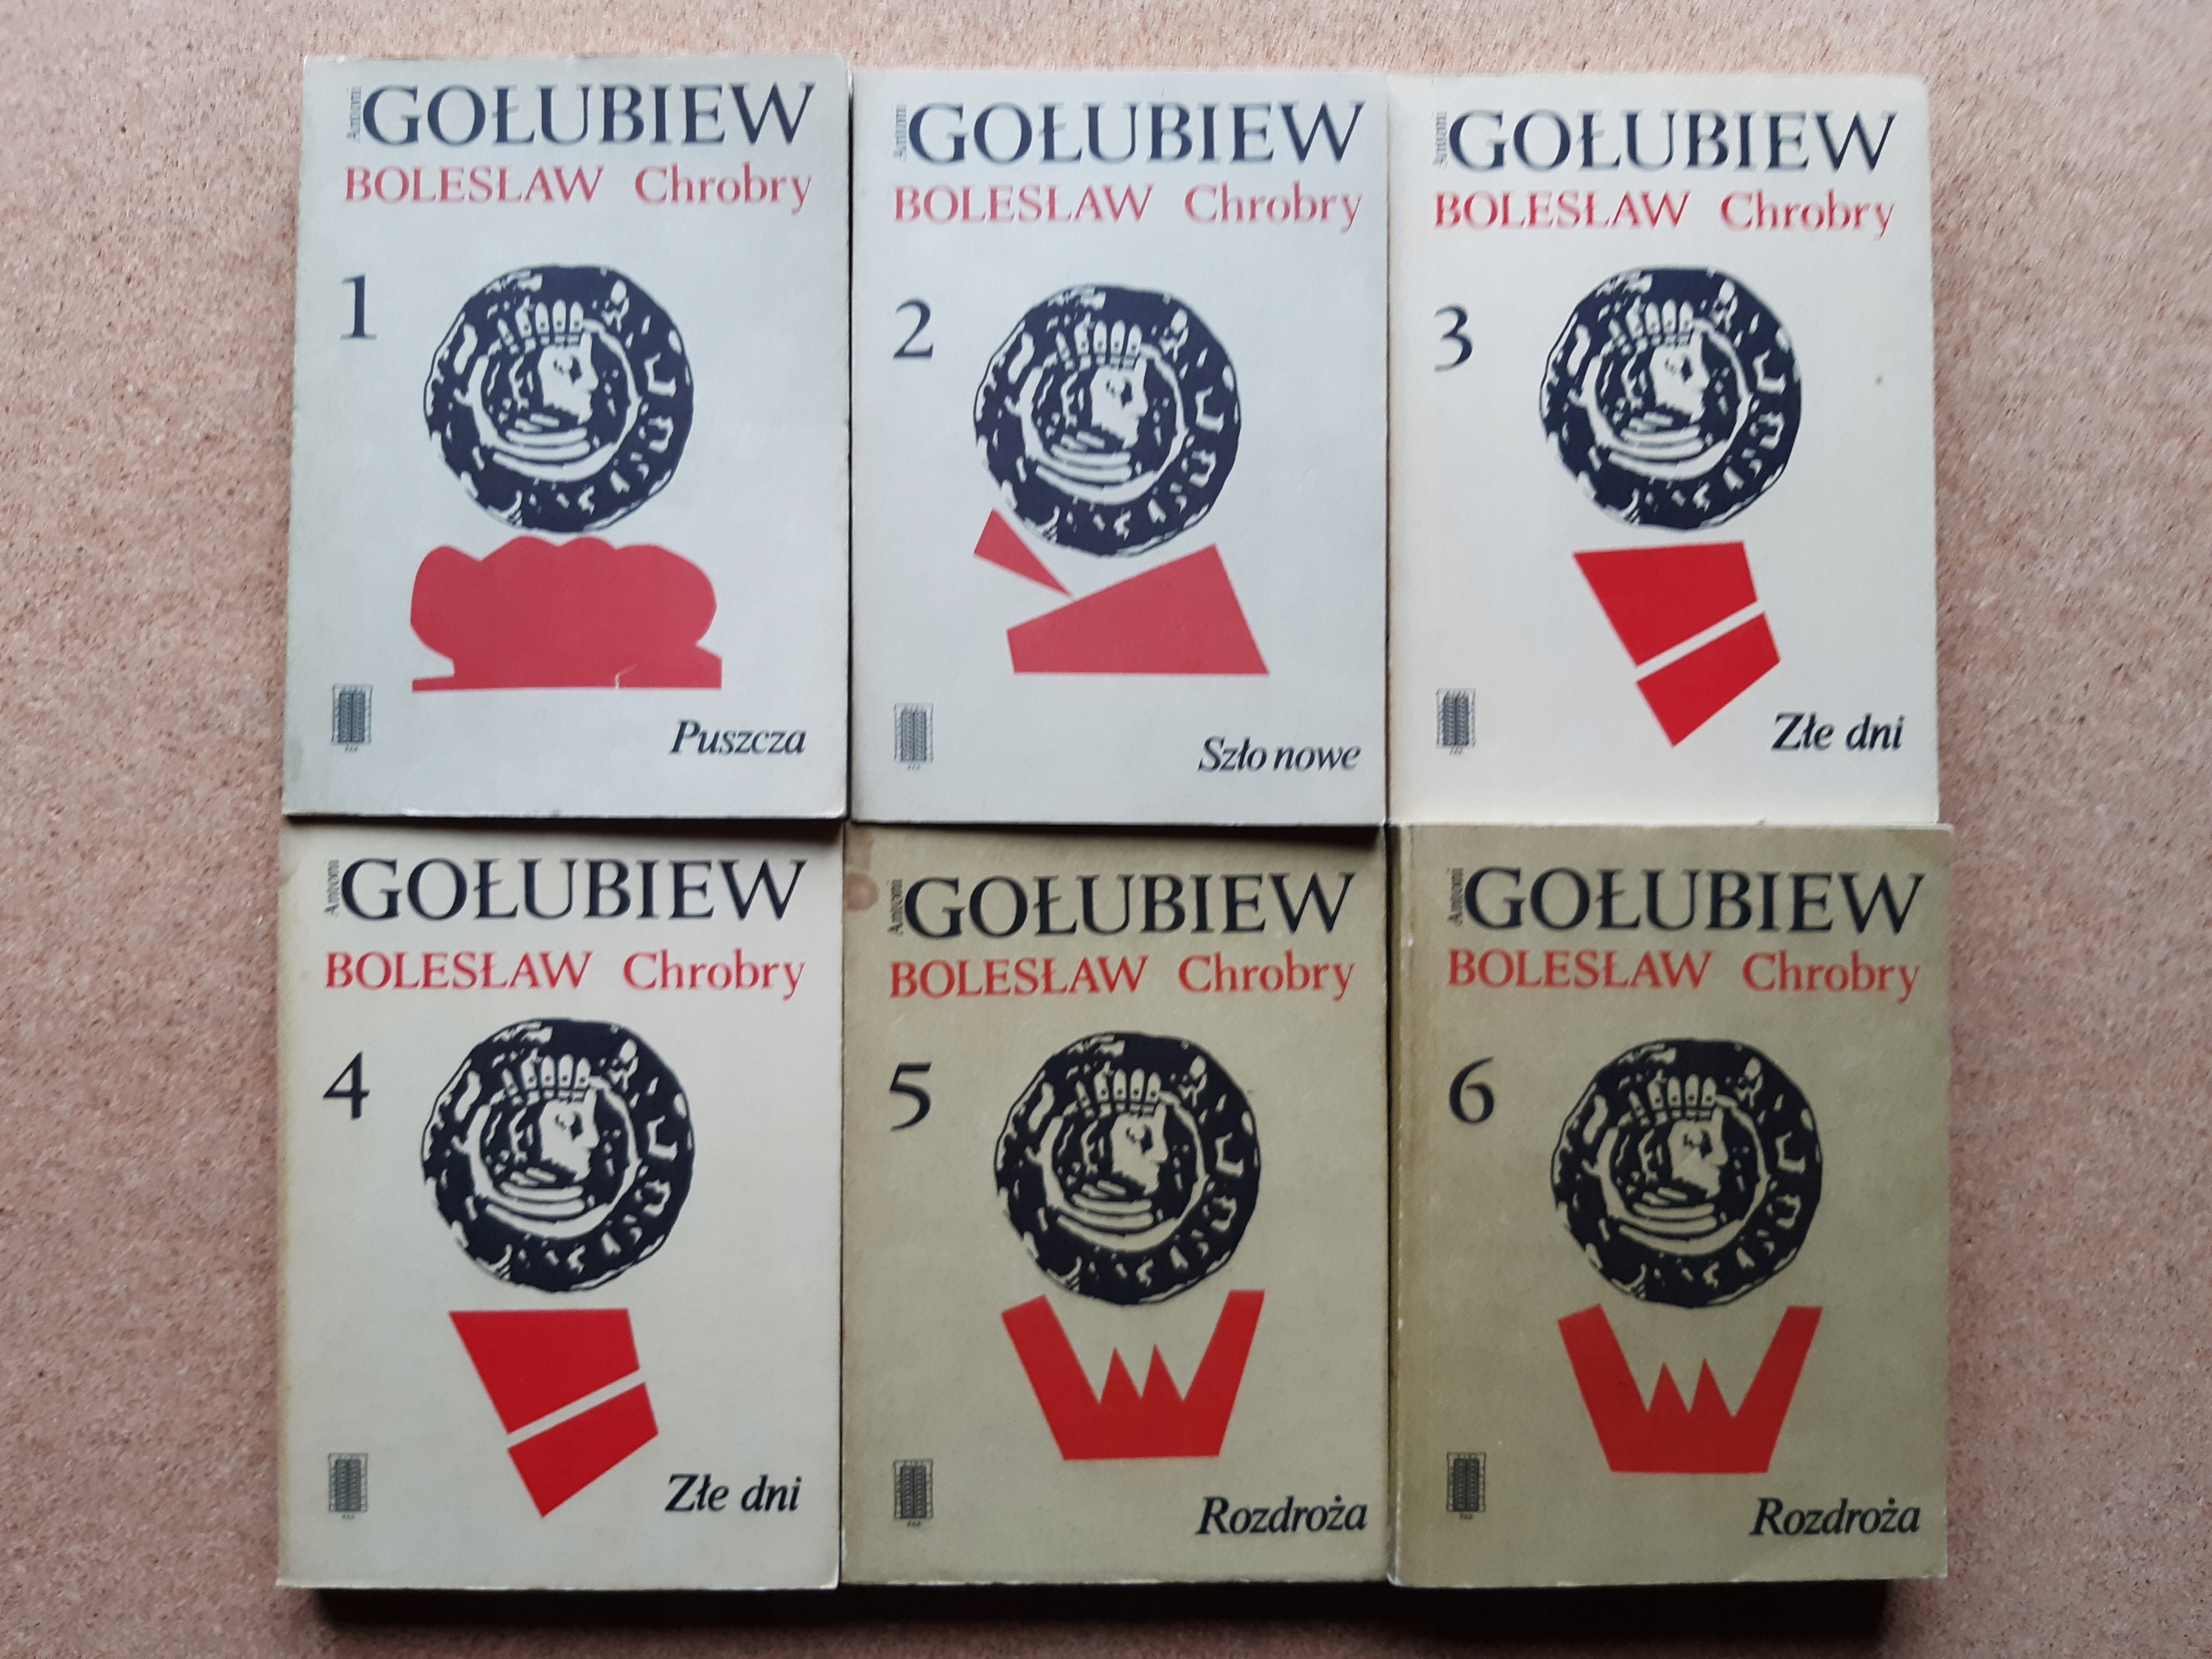 Antoni GOŁUBIEW
BOLESŁAW Chrobry
1
Puszcza
Antoni GOŁUBIEW
BOLESŁAW Chrobry
2
Szło nowe
Antoni GOŁUBIEW
BOLESŁAW Chrobry
3
Złe dni
Antoni GOŁUBIEW
BOLESŁAW Chrobry
4
Złe dni
Antoni GOŁUBIEW
BOLESŁAW Chrobry
5
Rozdroża
Antoni GOŁUBIEW
BOLESŁAW Chrobry
6
Rozdroża